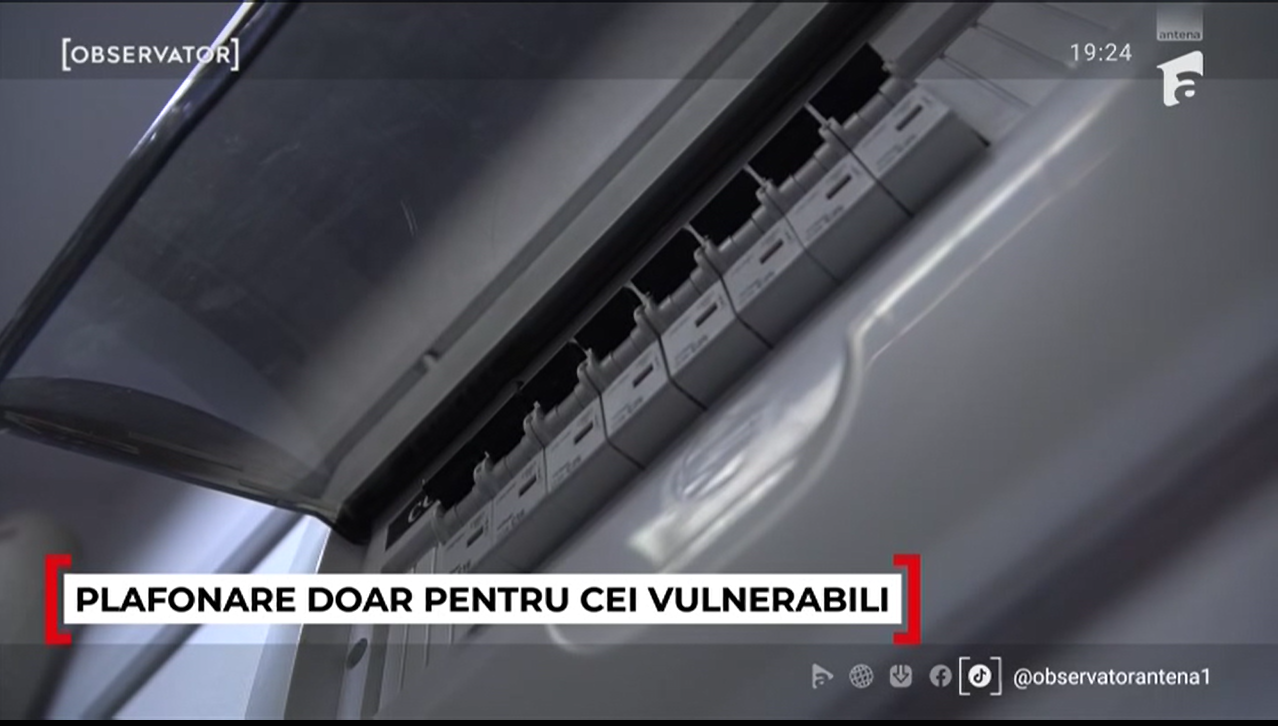 [OBSERVATOR]
19:24
antena
PLAFONARE DOAR PENTRU CEI VULNERABILI
@observatorantena1